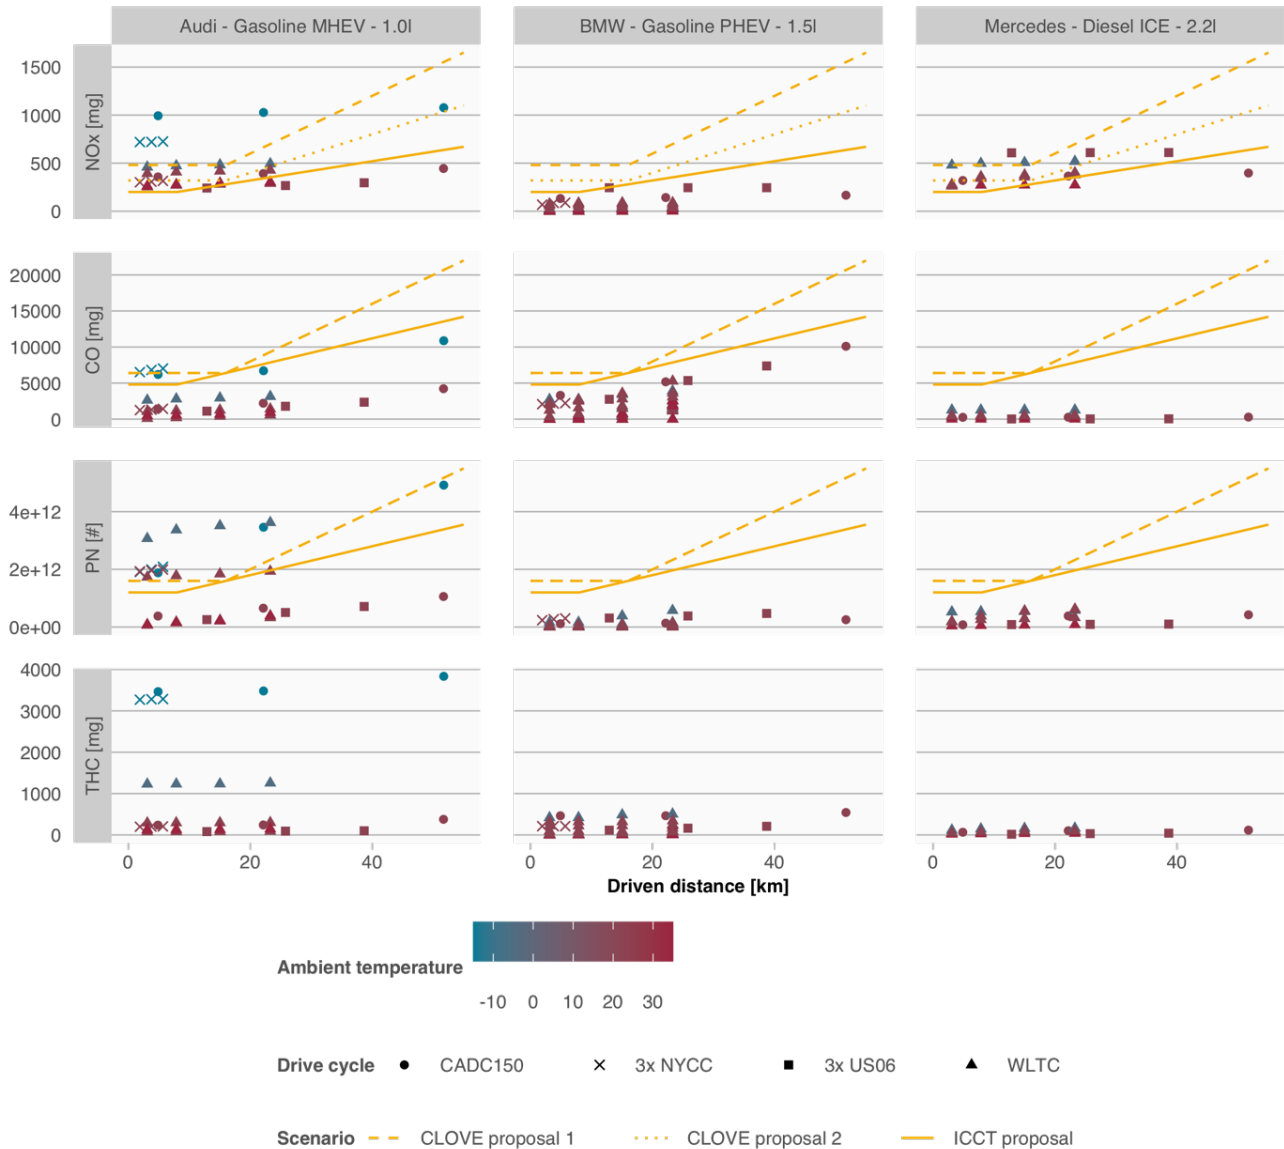 Audi - Gasoline MHEV - 1.0l
BMW - Gasoline PHEV - 1.5l
Mercedes - Diesel ICE - 2.2l
NOx [mg]
1500
1000
500
0
CO [mg]
20000
15000
10000
5000
0
PN [#]
4e+12
2e+12
0e+00
THC [mg]
4000
3000
2000
1000
0
0 20 40
0 20 40
0 20 40
Driven distance [km]
Ambient temperature
-10 0 10 20 30
Drive cycle CADC150 3x NYCC 3x US06 WLTC
Scenario CLOVE proposal 1 CLOVE proposal 2 ICCT proposal